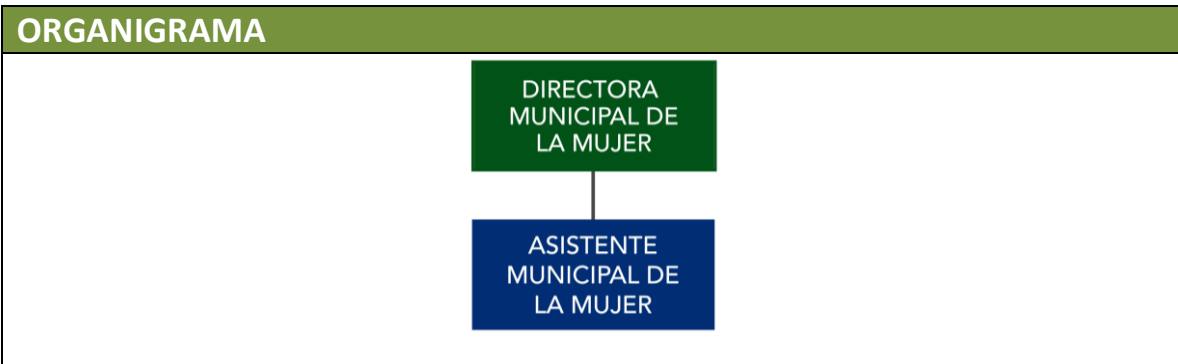 ORGANIGRAMA
DIRECTORA
MUNICIPAL DE
LA MUJER
ASISTENTE
MUNICIPAL DE
LA MUJER